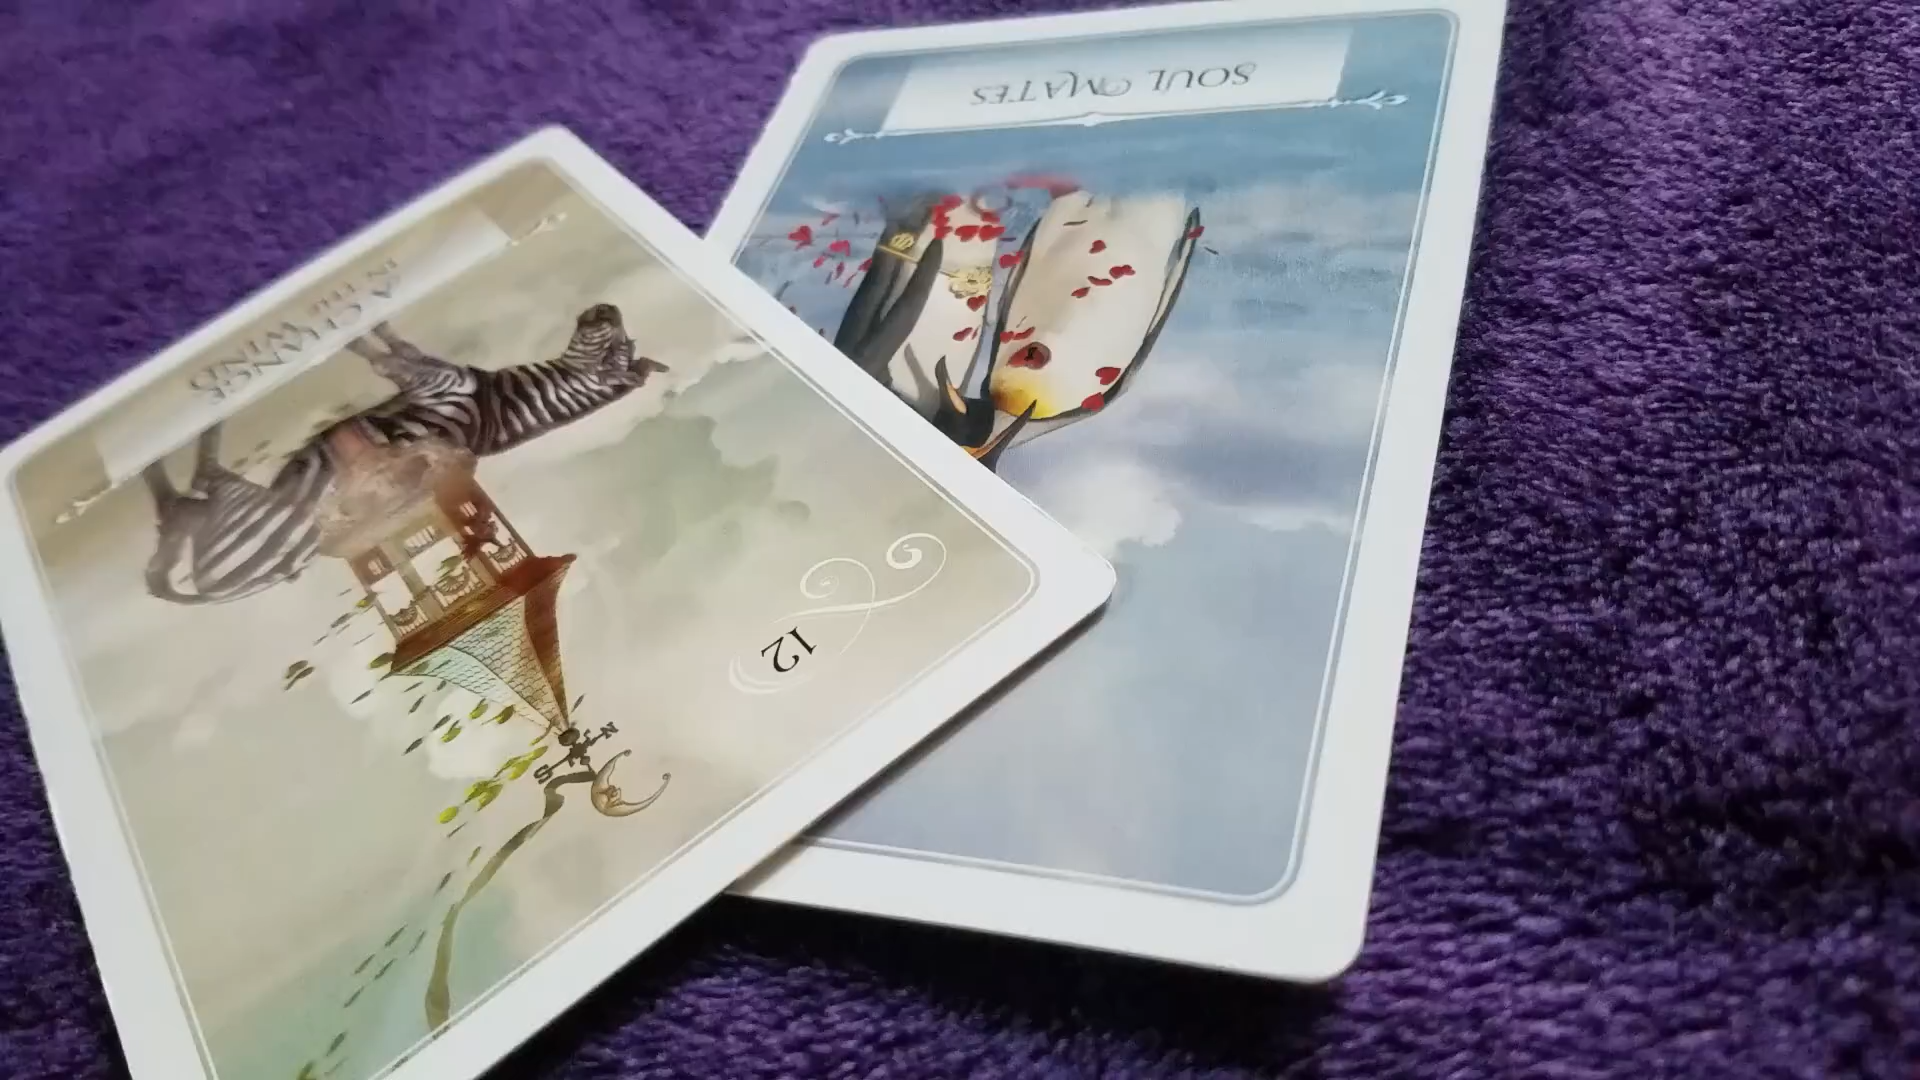 SOUL MATES
A CHANGE
IN THE WIND
12
N
S